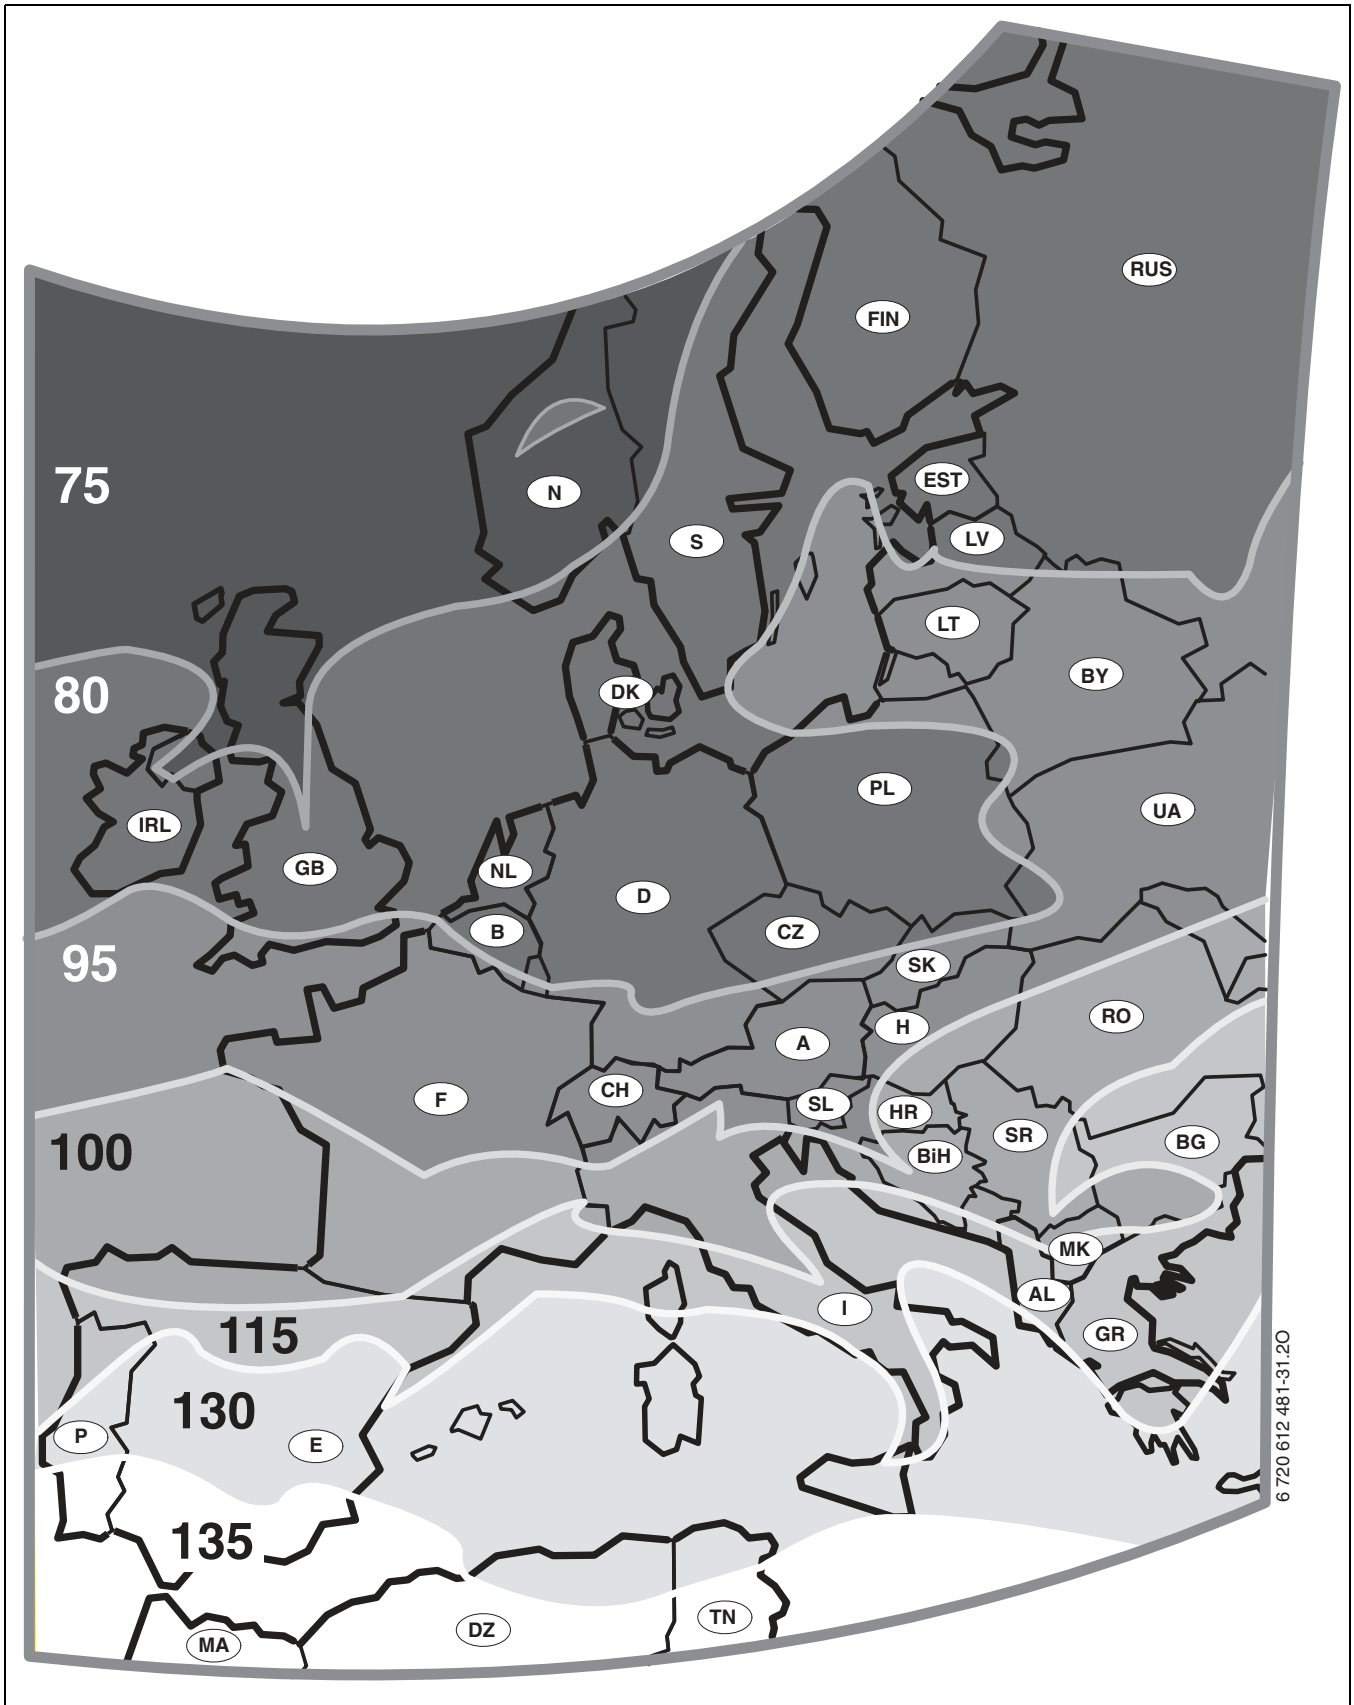 RUS
FIN
75
EST
N
LV
S
LT
BY
80
DK
PL
UA
IRL
GB
NL
D
B
CZ
95
SK
RO
H
A
CH
F
SL
HR
SR
BG
100
BiH
MK
AL
I
115
GR
6 720 612 481-31.2O
130
P
E
135
TN
DZ
MA